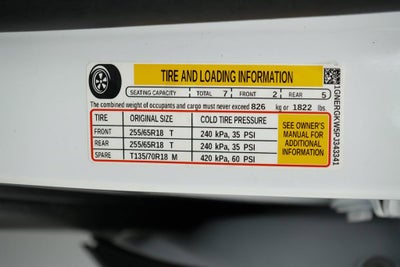 TIRE AND LOADING INFORMATION
SEATING CAPACITY TOTAL 7 FRONT 2 REAR 5
The combined weight of occupants and cargo must never exceed 826 kg or 1822 lbs.
TIRE ORIGINAL SIZE COLD TIRE PRESSURE
FRONT 255/65R18 T 240 kPa, 35 PSI
REAR 255/65R18 T 240 kPa, 35 PSI
SPARE T135/70R18 M 420 kPa, 60 PSI
SEE OWNER'S
MANUAL FOR
ADDITIONAL
INFORMATION
1GNERGKW5PJ343341